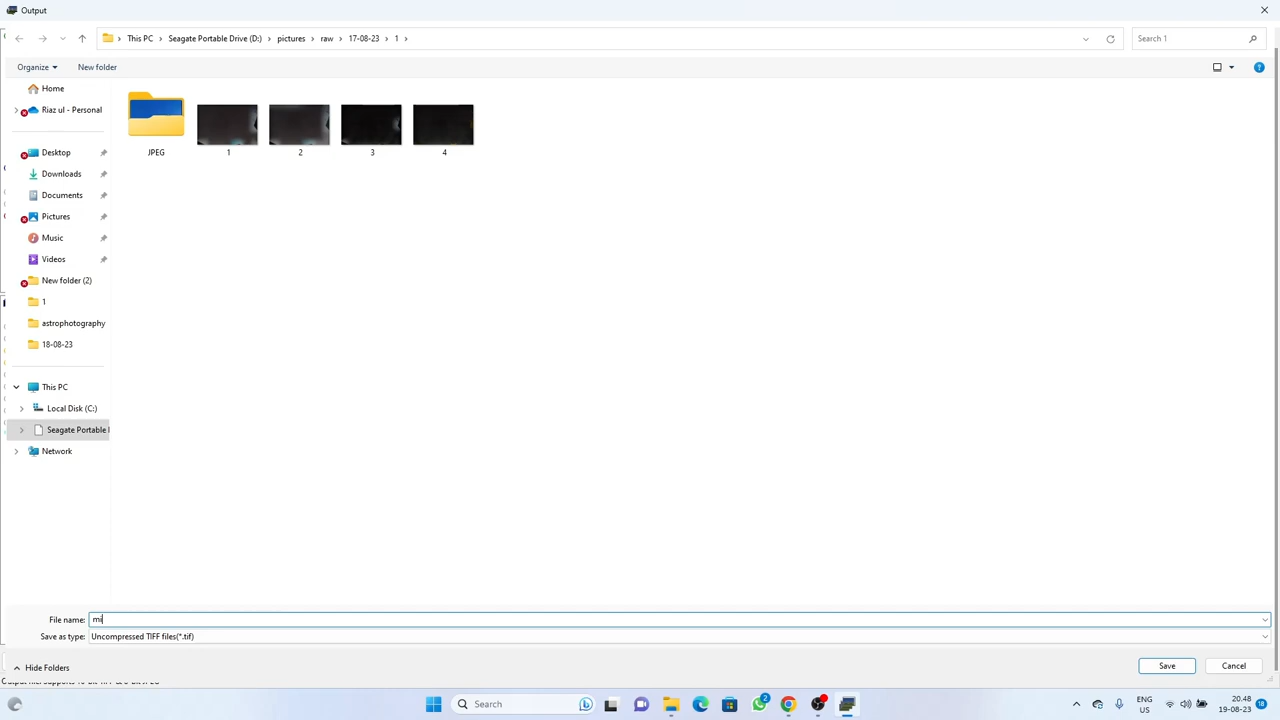 Output
This PC
Seagate Portable Drive (D:)
pictures
raw
17-08-23
1
Search 1
Organize
New folder
Home
Riaz ul - Personal
Desktop
Downloads
Documents
Pictures
Music
Videos
New folder (2)
1
astrophotography
18-08-23
This PC
Local Disk (C:)
Seagate Portable
Network
JPEG
1
2
3
4
File name: mi
Save as type: Uncompressed TIFF files(*.tif)
Hide Folders
Save
Cancel
Search
2
ENG
US
20.48
19-08-23
18